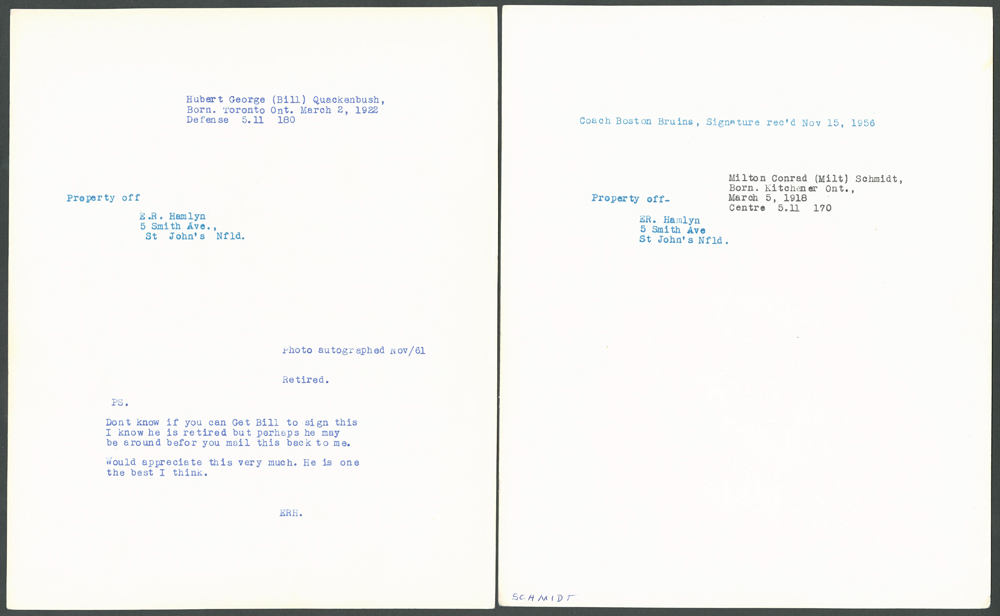 Hubert George (Bill) Quackenbush,
Born. Toronto Ont. March 2, 1922
Defense 5.11 180
Property off
E.R. Hamlyn
5 Smith Ave.,
St John's Nfld.
Photo autographed Nov/61
Retired.
PS.
Dont know if you can Get Bill to sign this
I know he is retired but perhaps he may
be around befor you mail this back to me.
Would appreciate this very much. He is one
the best I think.
ERH.
Coach Boston Bruins, Signature rec'd Nov 15, 1956
Milton Conrad (Milt) Schmidt,
Born. Kitchener Ont.,
March 5, 1918
Centre 5.11 170
Property off-
ER. Hamlyn
5 Smith Ave
St John's Nfld.
SCHMIDT